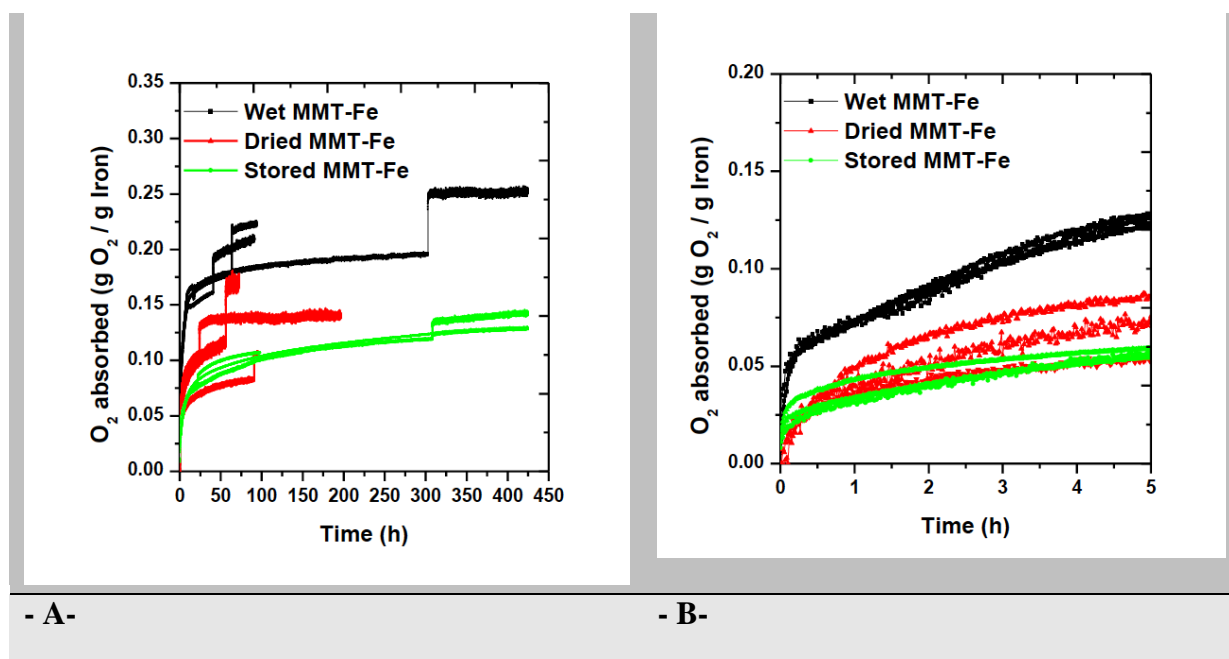 0.35
0.30
0.25
0.20
0.15
0.10
0.05
0.00
O2 absorbed (g O2 / g Iron)
Wet MMT-Fe
Dried MMT-Fe
Stored MMT-Fe
0 50 100 150 200 250 300 350 400 450
Time (h)
0.20
0.15
0.10
0.05
0.00
O2 absorbed (g O2 / g Iron)
Wet MMT-Fe
Dried MMT-Fe
Stored MMT-Fe
0 1 2 3 4 5
Time (h)
- A-
- B-